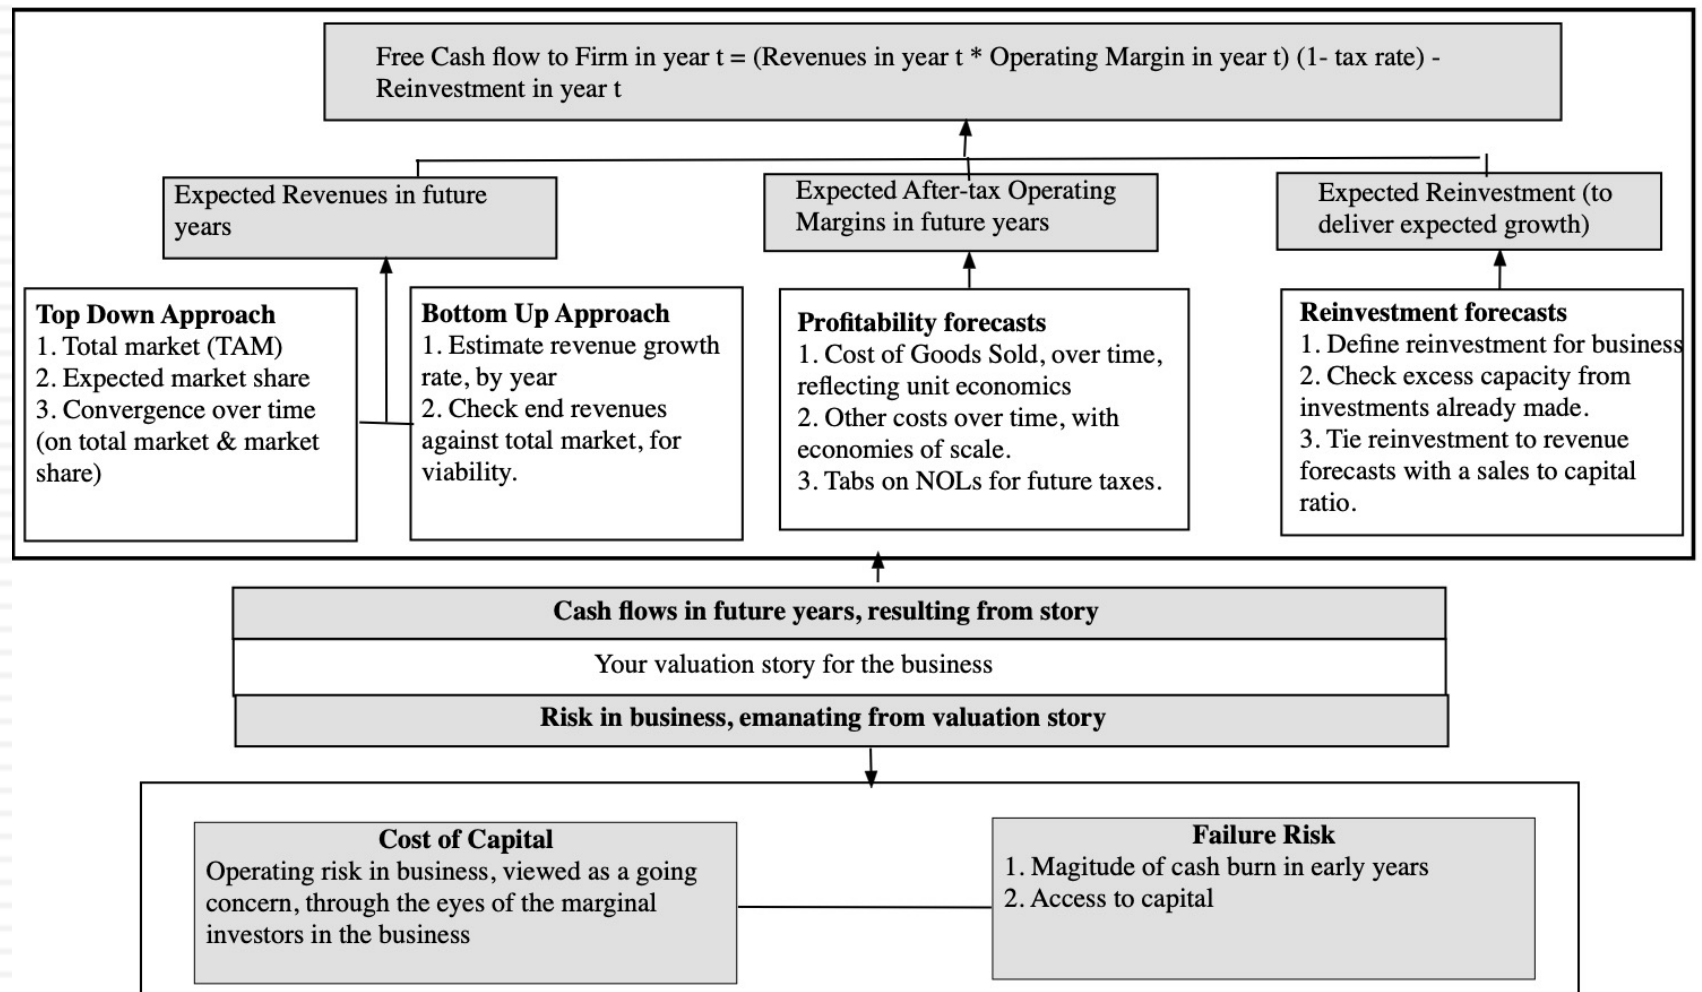 Free Cash flow to Firm in year t = (Revenues in year t * Operating Margin in year t) (1- tax rate) -
Reinvestment in year t
Expected Revenues in future
years
Expected After-tax Operating
Margins in future years
Expected Reinvestment (to
deliver expected growth)
Top Down Approach
1. Total market (TAM)
2. Expected market share
3. Convergence over time
(on total market & market
share)
Bottom Up Approach
1. Estimate revenue growth
rate, by year
2. Check end revenues
against total market, for
viability.
Profitability forecasts
1. Cost of Goods Sold, over time,
reflecting unit economics
2. Other costs over time, with
economies of scale.
3. Tabs on NOLs for future taxes.
Reinvestment forecasts
1. Define reinvestment for business
2. Check excess capacity from
investments already made.
3. Tie reinvestment to revenue
forecasts with a sales to capital
ratio.
Cash flows in future years, resulting from story
Your valuation story for the business
Risk in business, emanating from valuation story
Cost of Capital
Operating risk in business, viewed as a going
concern, through the eyes of the marginal
investors in the business
Failure Risk
1. Magitude of cash burn in early years
2. Access to capital